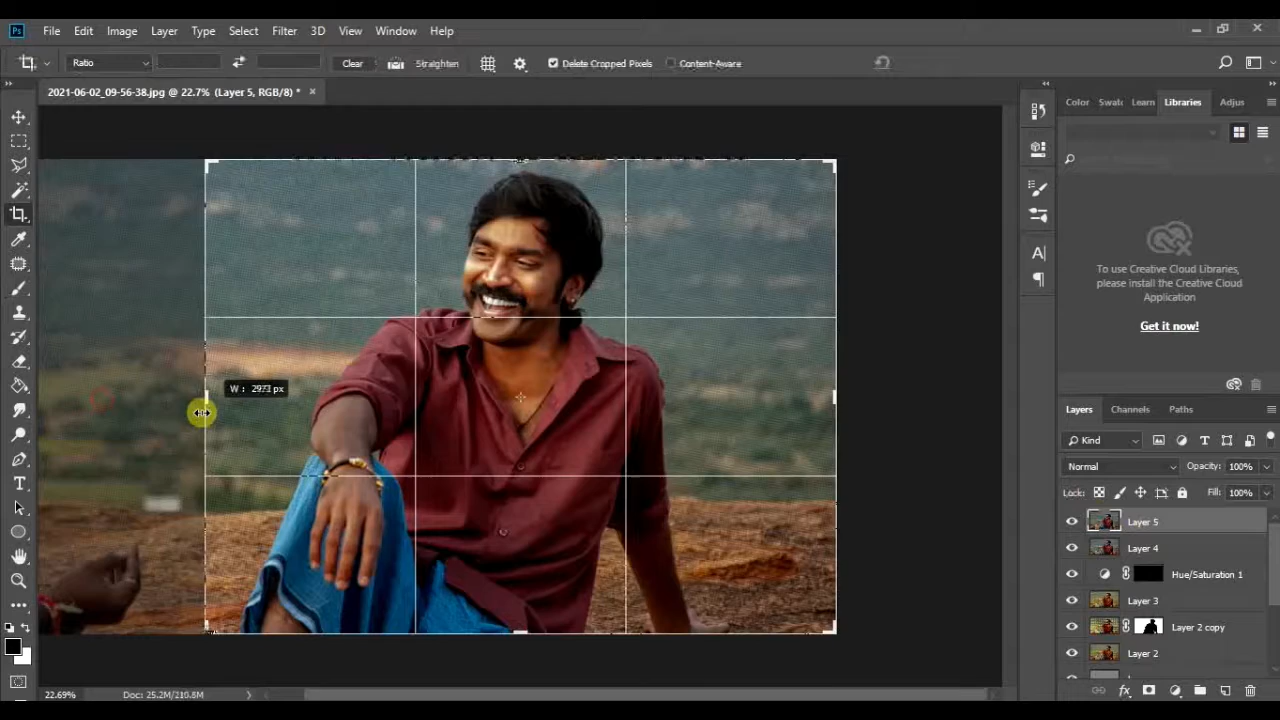 Ps File Edit Image Layer Type Select Filter 3D View Window Help
Ratio Clear Straighten Delete Cropped Pixels Content-Aware
2021-06-02_09-56-38.jpg @ 22.7% (Layer 5, RGB/8) *
Color Swatc Learn Libraries Adjus
To use Creative Cloud Libraries,
please install the Creative Cloud
Application
Get it now!
W :
px
Layers Channels Paths
Kind
Normal Opacity: 100%
Lock: Fill: 100%
Layer 5
Layer 4
Hue/Saturation 1
Layer 3
Layer 2 copy
Layer 2
22.69% Doc: 25.2M/210.8M